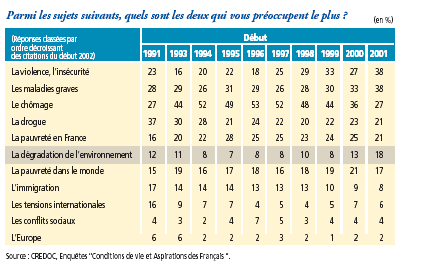 Parmi les sujets suivants, quels sont les deux qui vous préoccupent le plus ?
(en %)
(Réponses classées par ordre décroissant des citations du début 2002) Début
1991 1993 1994 1995 1996 1997 1998 1999 2000 2001
La violence, l'insécurité 23 16 20 22 18 25 29 33 27 38
Les maladies graves 28 29 26 31 29 26 28 30 33 38
Le chômage 27 44 52 49 53 52 48 44 36 27
La drogue 37 30 28 21 24 22 20 22 23 21
La pauvreté en France 16 20 22 28 25 25 23 24 25 21
La dégradation de l'environnement 12 11 8 7 8 8 10 8 13 18
La pauvreté dans le monde 15 19 16 17 18 16 18 19 21 17
L'immigration 17 14 14 14 13 13 13 10 9 8
Les tensions internationales 16 9 7 7 4 5 4 5 7 6
Les conflits sociaux 4 3 2 4 7 5 3 4 4 4
L'Europe 6 6 2 2 2 3 2 1 2 2
Source : CREDOC, Enquêtes "Conditions de vie et Aspirations des Français ".